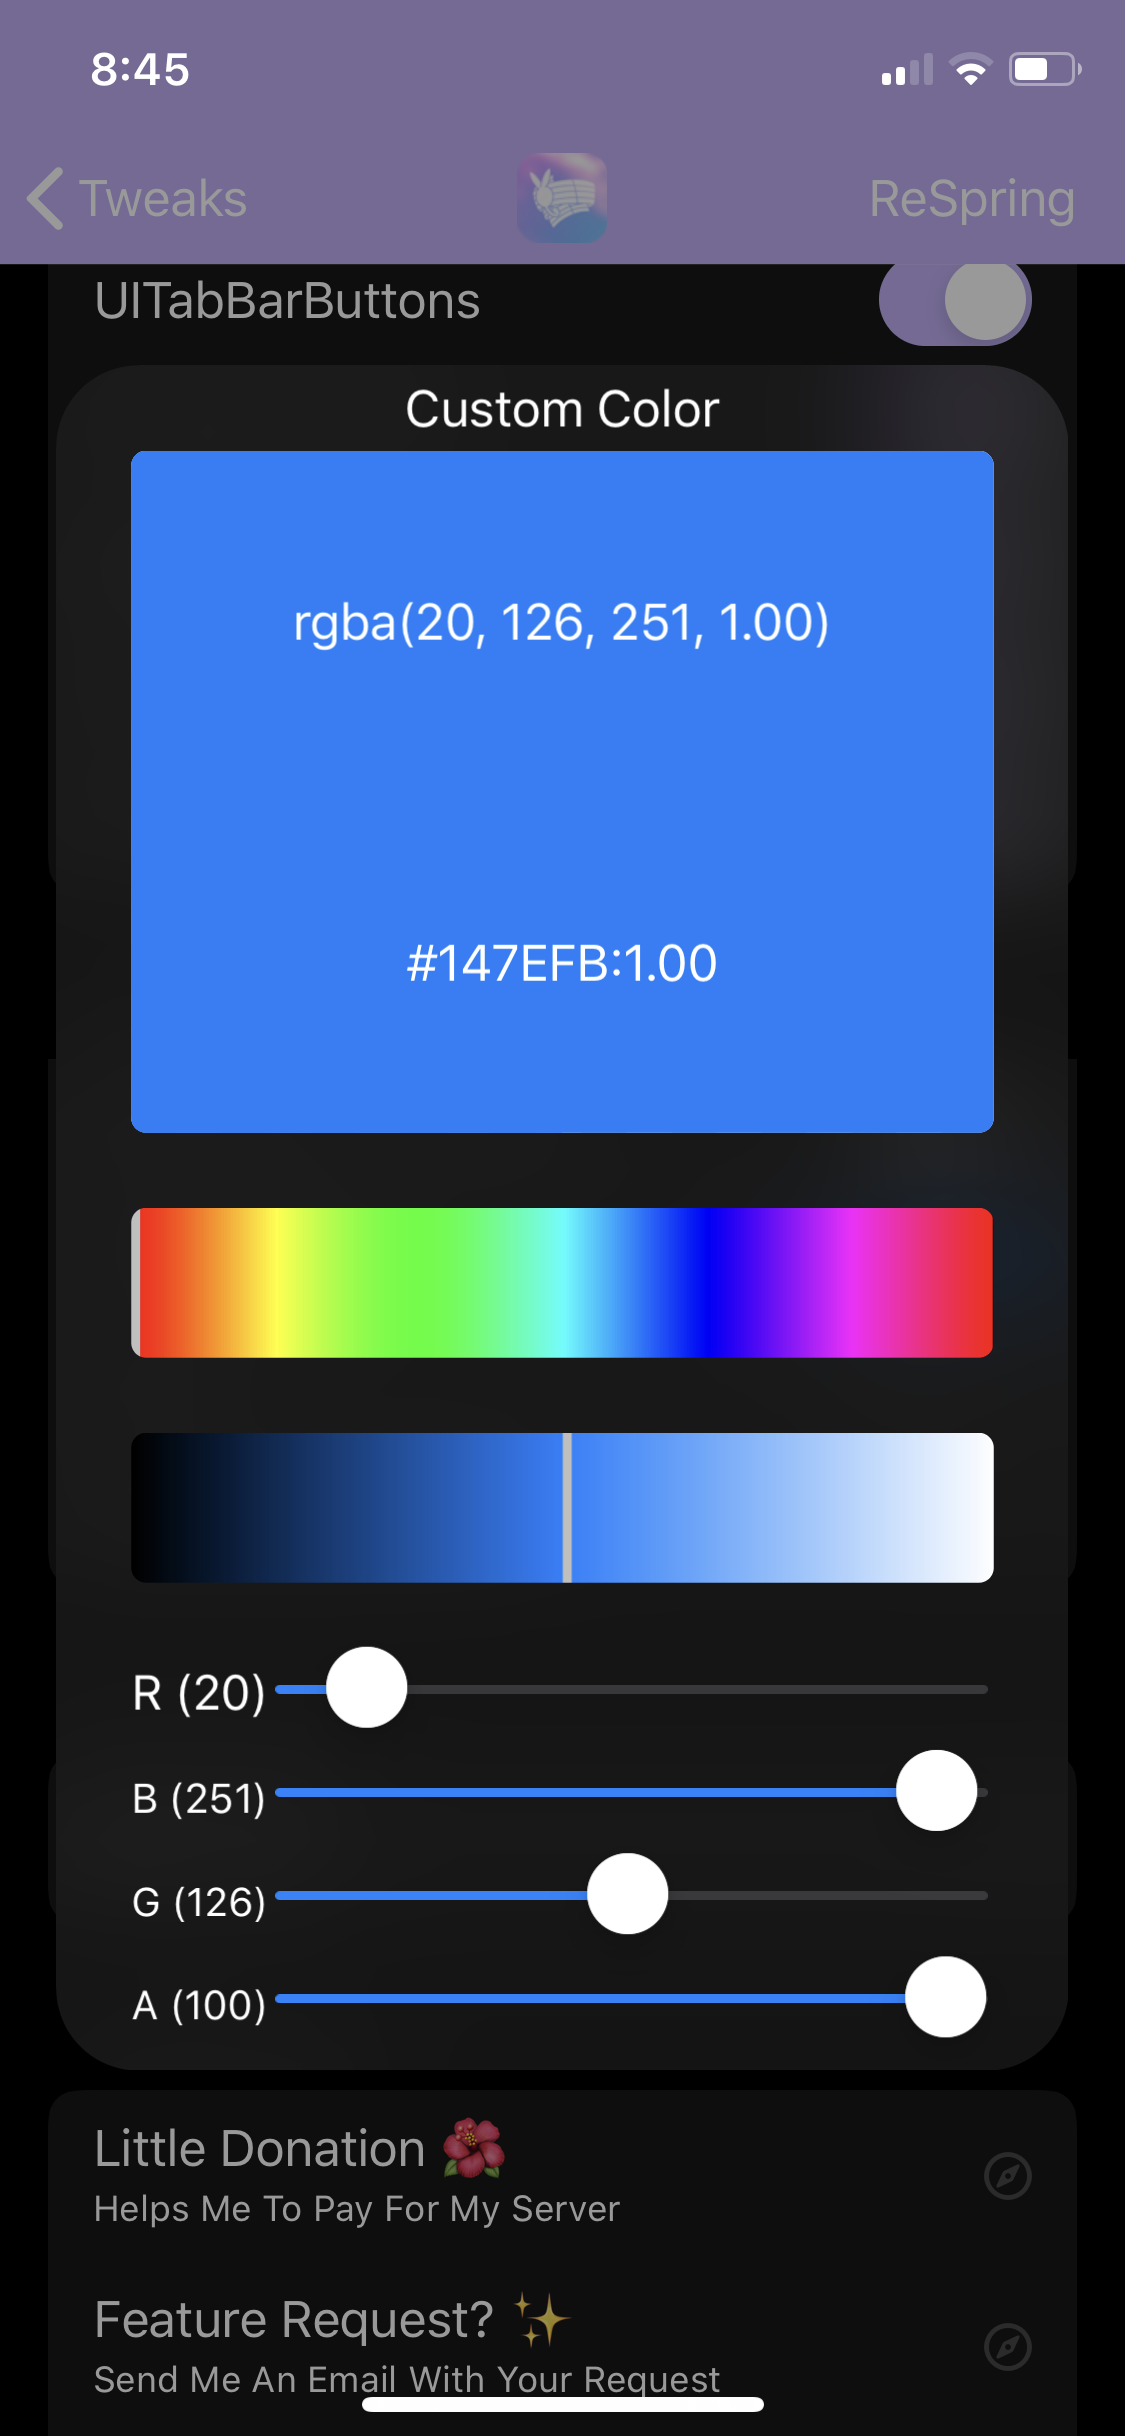 8:45
Tweaks
ReSpring
UITabBarButtons
Custom Color
rgba(20, 126, 251, 1.00)
#147EFB:1.00
R (20)
B (251)
G (126)
A (100)
Little Donation 🌺
Helps Me To Pay For My Server
Feature Request? ✨
Send Me An Email With Your Request